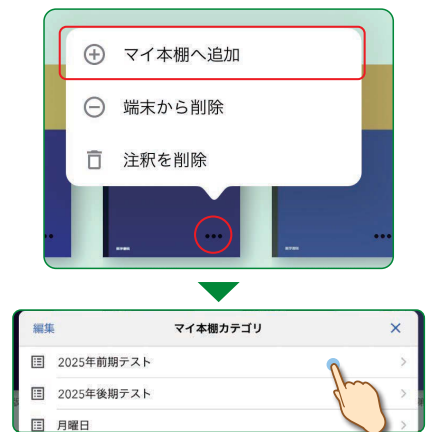 マイ本棚へ追加
端末から削除
注釈を削除
編集 マイ本棚カテゴリ
2025年前期テスト
2025年後期テスト
月曜日